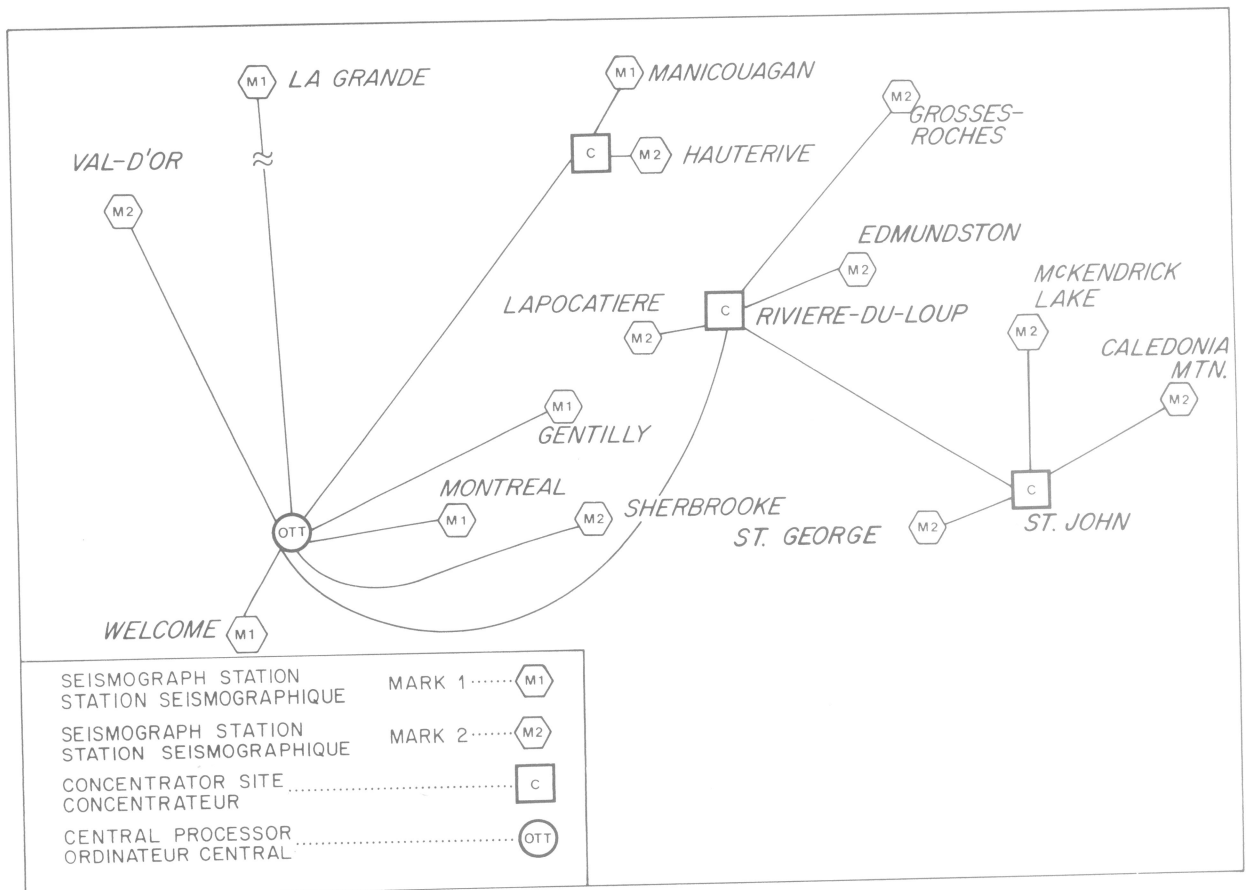 M1 LA GRANDE
M1 MANICOUAGAN
M2 GROSSES-
ROCHES
VAL-D'OR
M2
C
M2 HAUTERIVE
EDMUNDSTON
M2
McKENDRICK
LAKE
M2
LAPOCATIERE
M2
C RIVIERE-DU-LOUP
CALEDONIA
MTN.
M2
M1
GENTILLY
MONTREAL
M1
M2 SHERBROOKE
ST. GEORGE M2
C
ST. JOHN
OTT
WELCOME M1
SEISMOGRAPH STATION
STATION SEISMOGRAPHIQUE MARK 1 ...... M1
SEISMOGRAPH STATION
STATION SEISMOGRAPHIQUE MARK 2 ...... M2
CONCENTRATOR SITE ........................ C
CONCENTRATEUR
CENTRAL PROCESSOR ........................ OTT
ORDINATEUR CENTRAL